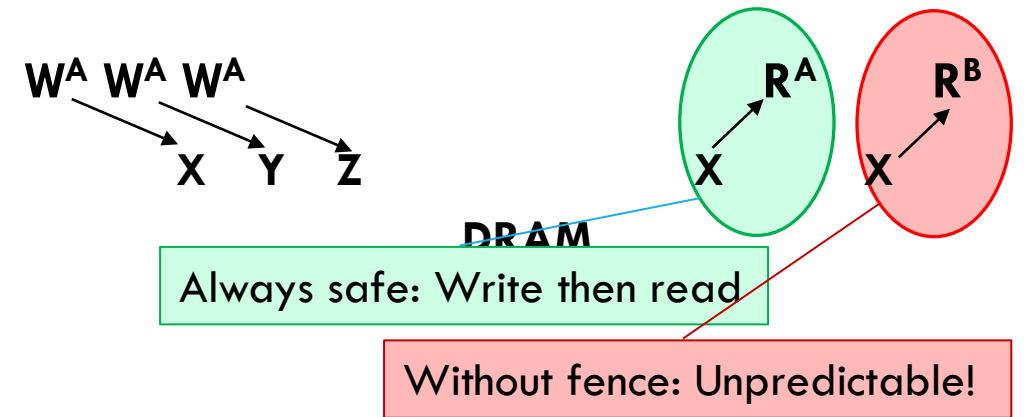 Wᴬ Wᴬ Wᴬ Rᴬ Rᴮ
X Y Z X X
DRAM
Always safe: Write then read
Without fence: Unpredictable!